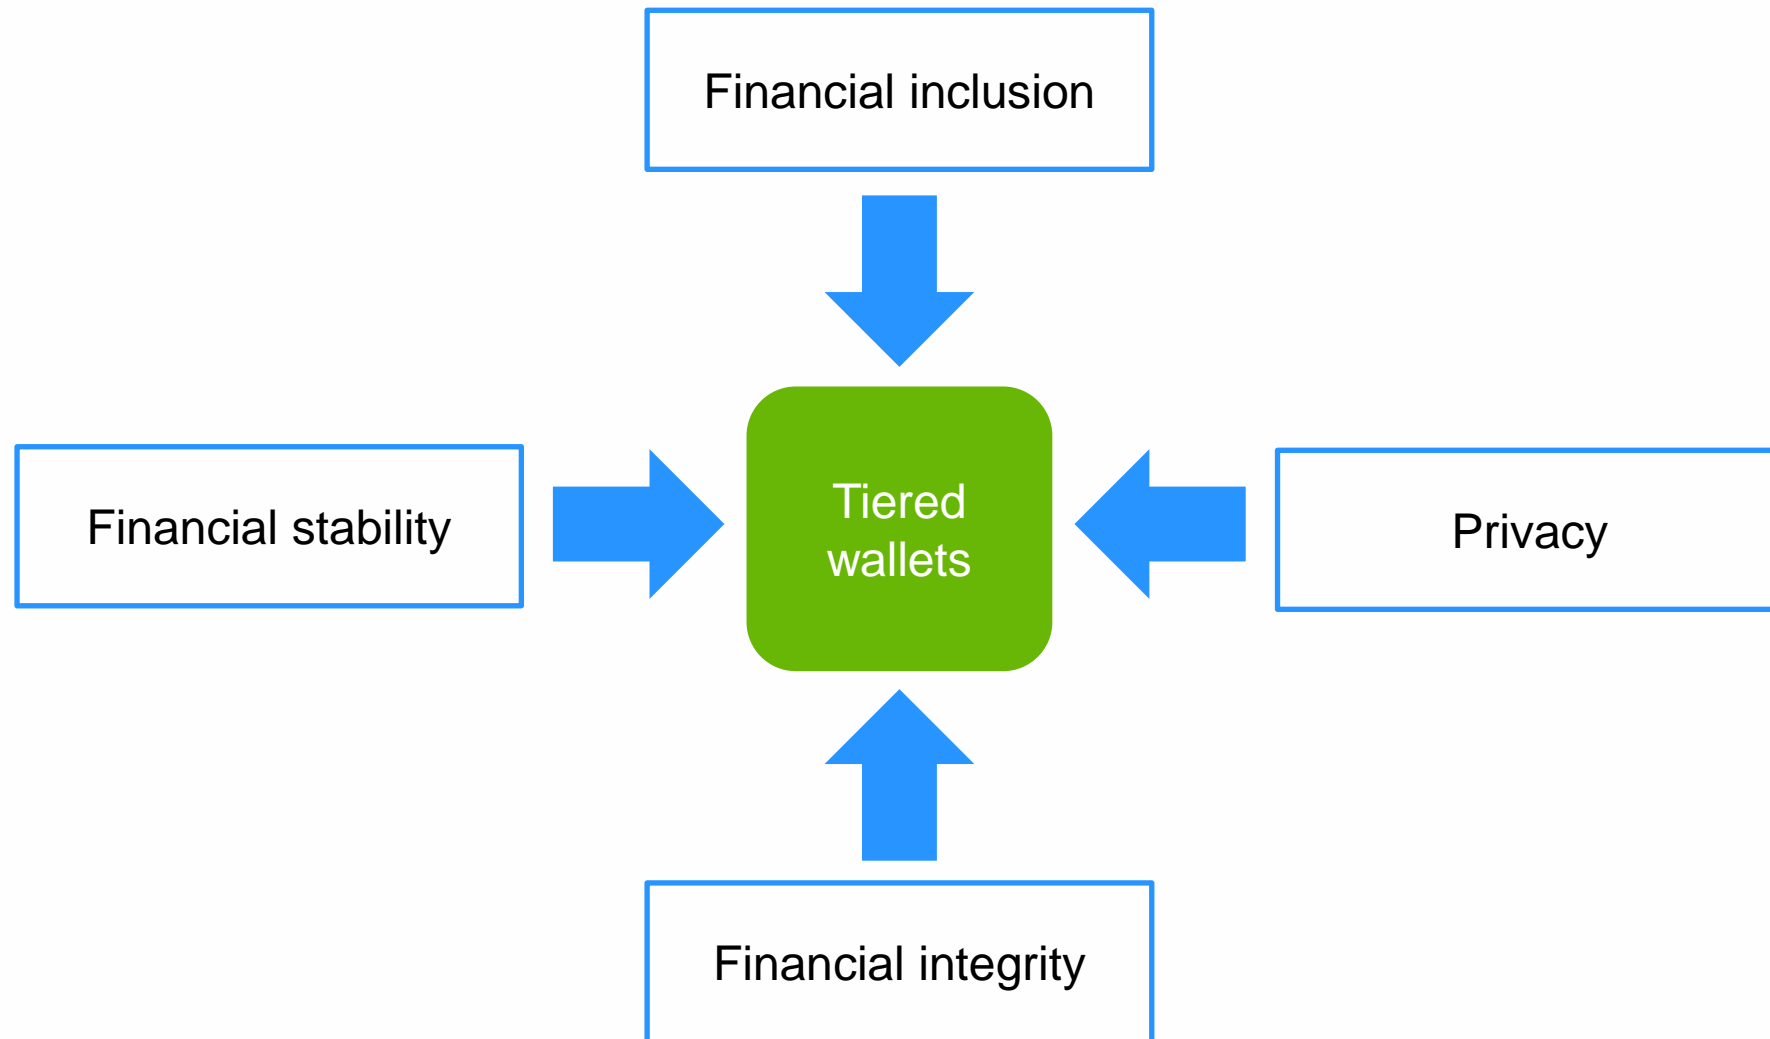 Financial inclusion
Financial stability
Tiered
wallets
Privacy
Financial integrity